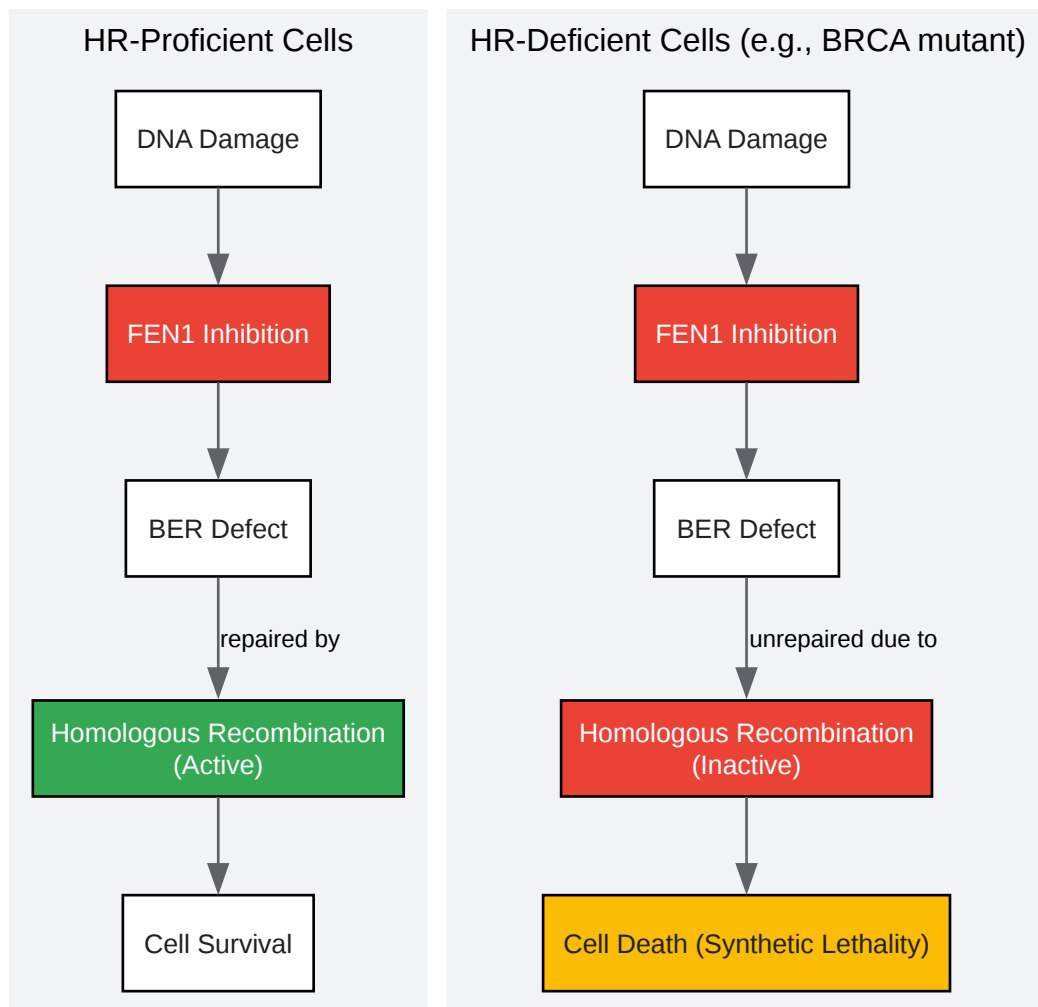 HR-Proficient Cells
DNA Damage
FEN1 Inhibition
BER Defect
repaired by
Homologous Recombination
(Active)
Cell Survival
HR-Deficient Cells (e.g., BRCA mutant)
DNA Damage
FEN1 Inhibition
BER Defect
unrepaired due to
Homologous Recombination
(Inactive)
Cell Death (Synthetic Lethality)